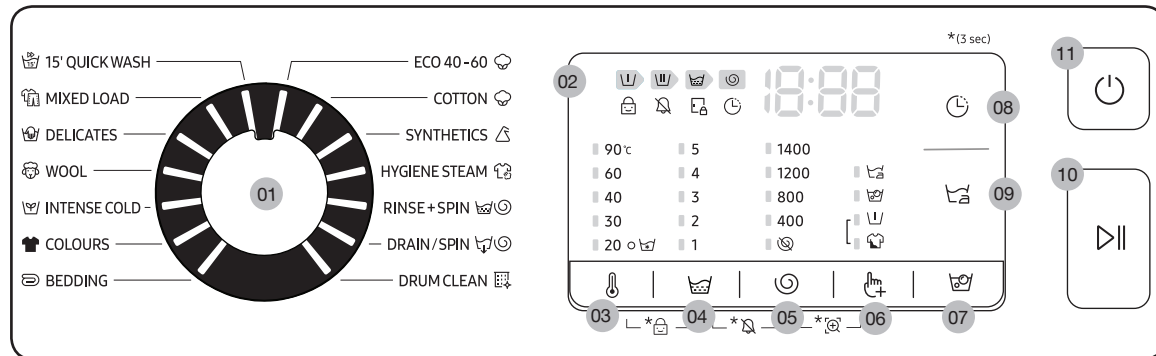 *(3 sec)
15' QUICK WASH
ECO 40-60
MIXED LOAD
COTTON
DELICATES
SYNTHETICS
WOOL
HYGIENE STEAM
INTENSE COLD
RINSE+SPIN
COLOURS
DRAIN/SPIN
BEDDING
DRUM CLEAN
01
02
18:88
90℃ 5 1400
60 4 1200
40 3 800
30 2 400
20 1
03 04 05 06 07
* * *
08
09
11
10